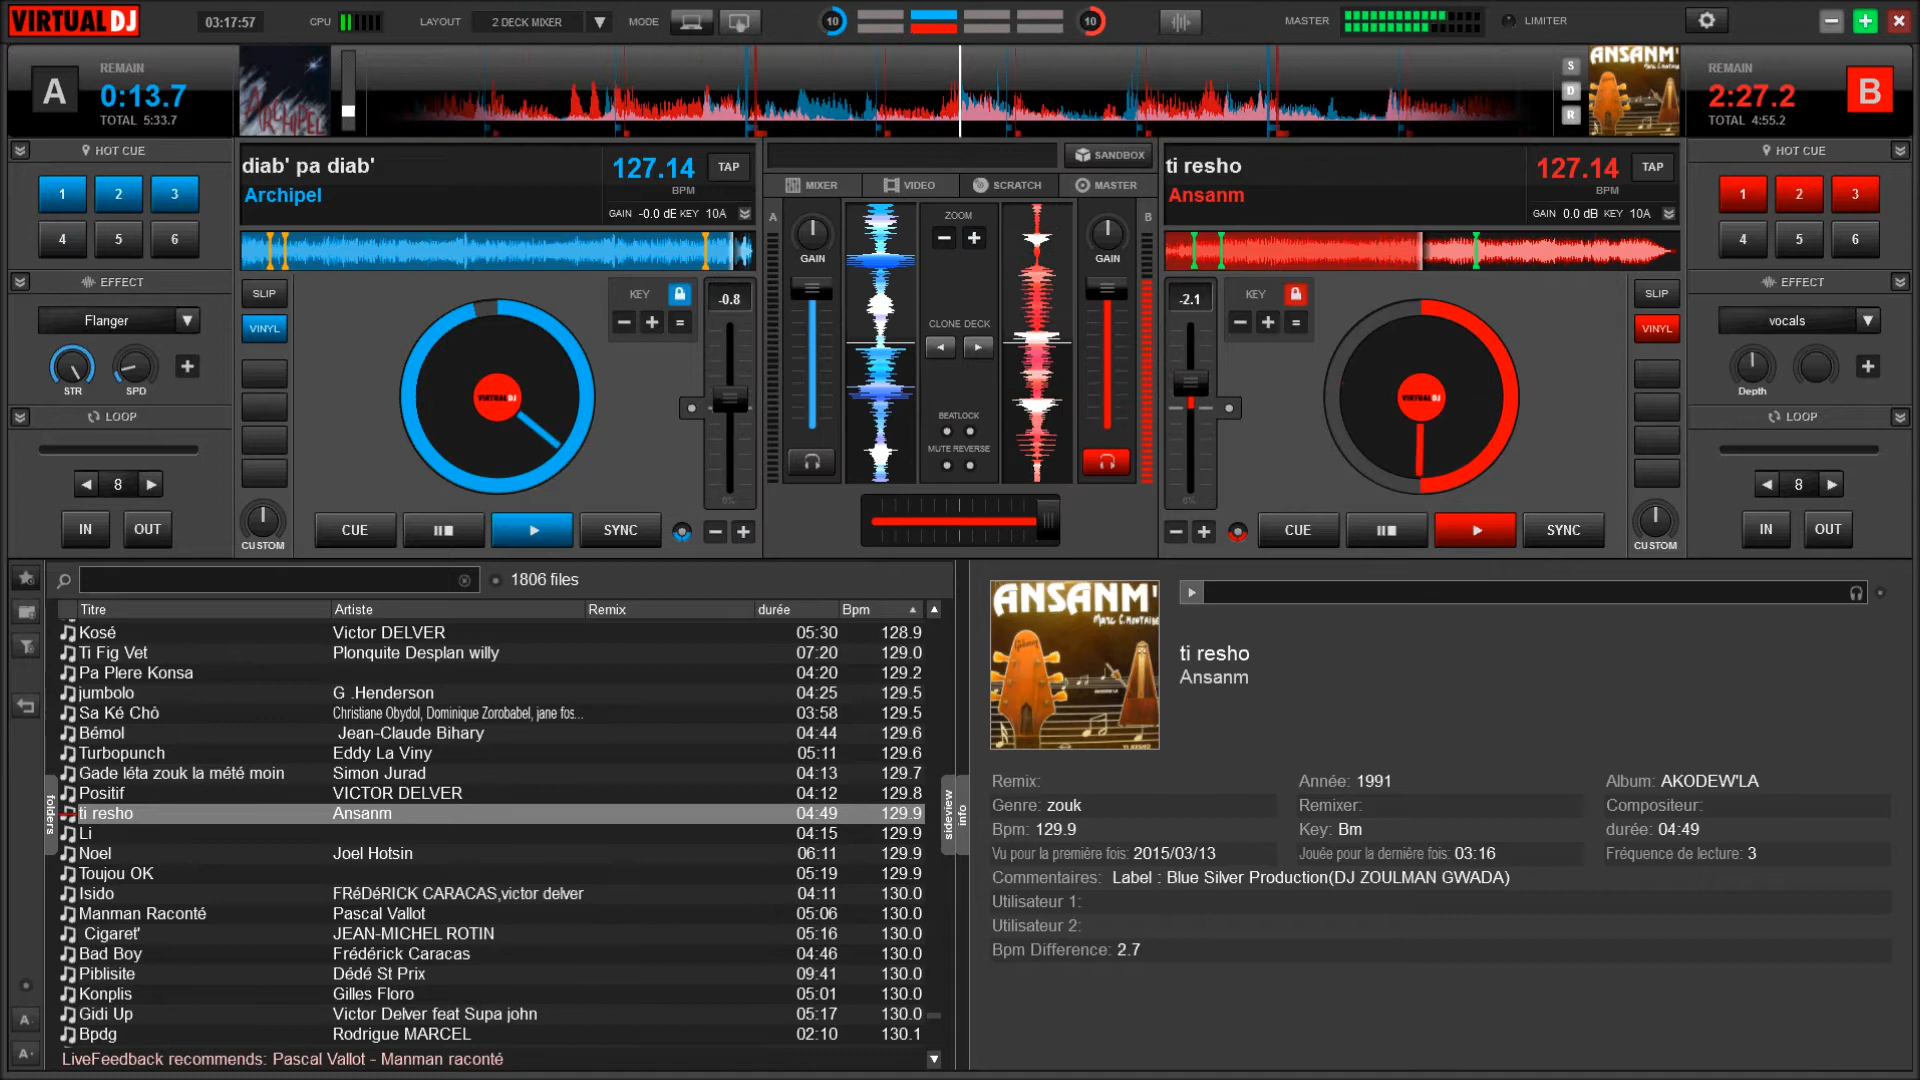 VIRTUAL DJ
03:17:57
CPU
LAYOUT
2 DECK MIXER
MODE
10
10
MASTER
LIMITER
A
REMAIN
0:13.7
TOTAL 5:33.7
ARCHIPEL
S
D
R
ANSANM'
REMAIN
2:27.2
TOTAL 4:55.2
B
HOT CUE
1
2
3
4
5
6
diab' pa diab'
Archipel
127.14
BPM
TAP
GAIN -0.0 dE KEY 10A
SANDBOX
MIXER
VIDEO
SCRATCH
MASTER
ti resho
Ansanm
127.14
BPM
TAP
GAIN 0.0 dB KEY 10A
HOT CUE
1
2
3
4
5
6
EFFECT
Flanger
STR
SPD
LOOP
8
IN
OUT
SLIP
VINYL
CUSTOM
KEY
-0.8
VIRTUAL DJ
CUE
SYNC
A
GAIN
ZOOM
CLONE DECK
BEATLOCK
MUTE REVERSE
GAIN
B
-2.1
KEY
VIRTUAL DJ
CUE
SYNC
SLIP
VINYL
CUSTOM
EFFECT
vocals
Depth
LOOP
8
IN
OUT
1806 files
Titre Artiste Remix durée Bpm
Kosé Victor DELVER 05:30 128.9
Ti Fig Vet Plonquite Desplan willy 07:20 129.0
Pa Plere Konsa 04:20 129.2
jumbolo G .Henderson 04:25 129.5
Sa Ké Chô Christiane Obydol, Dominique Zorobabel, jane fos... 03:58 129.5
Bémol Jean-Claude Bihary 04:44 129.6
Turbopunch Eddy La Viny 05:11 129.6
Gade léta zouk la mété moin Simon Jurad 04:13 129.7
Positif VICTOR DELVER 04:12 129.8
ti resho Ansanm 04:49 129.9
Li 04:15 129.9
Noel Joel Hotsin 06:11 129.9
Toujou OK 05:19 129.9
Isido FRéDéRICK CARACAS,victor delver 04:11 130.0
Manman Raconté Pascal Vallot 05:06 130.0
Cigaret' JEAN-MICHEL ROTIN 05:16 130.0
Bad Boy Frédérick Caracas 04:46 130.0
Piblisite Dédé St Prix 09:41 130.0
Konplis Gilles Floro 05:01 130.0
Gidi Up Victor Delver feat Supa john 05:17 130.0
Bpdg Rodrigue MARCEL 02:10 130.1
LiveFeedback recommends: Pascal Vallot - Manman raconté
folders
sideview
info
A
A+
ANSANM'
TI RESHO
ti resho
Ansanm
Remix: Année: 1991 Album: AKODEW'LA
Genre: zouk Remixer: Compositeur:
Bpm: 129.9 Key: Bm durée: 04:49
Vu pour la première fois: 2015/03/13 Jouée pour la dernière fois: 03:16 Fréquence de lecture: 3
Commentaires: Label : Blue Silver Production(DJ ZOULMAN GWADA)
Utilisateur 1:
Utilisateur 2:
Bpm Difference: 2.7